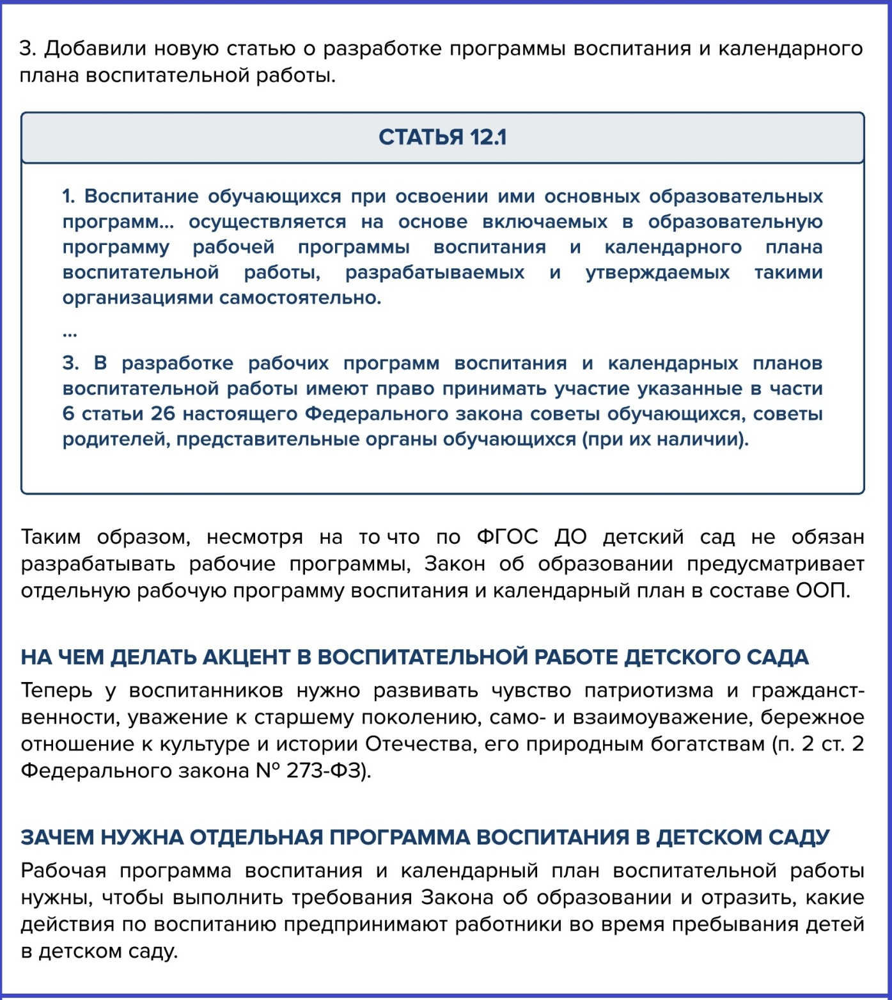 3. Добавили новую статью о разработке программы воспитания и календарного
плана воспитательной работы.
СТАТЬЯ 12.1
1. Воспитание обучающихся при освоении ими основных образовательных
программ... осуществляется на основе включаемых в образовательную
программу рабочей программы воспитания и календарного плана
воспитательной работы, разрабатываемых и утверждаемых такими
организациями самостоятельно.
...
3. В разработке рабочих программ воспитания и календарных планов
воспитательной работы имеют право принимать участие указанные в части
6 статьи 26 настоящего Федерального закона советы обучающихся, советы
родителей, представительные органы обучающихся (при их наличии).
Таким образом, несмотря на то что по ФГОС ДО детский сад не обязан
разрабатывать рабочие программы, Закон об образовании предусматривает
отдельную рабочую программу воспитания и календарный план в составе ООП.
НА ЧЕМ ДЕЛАТЬ АКЦЕНТ В ВОСПИТАТЕЛЬНОЙ РАБОТЕ ДЕТСКОГО САДА
Теперь у воспитанников нужно развивать чувство патриотизма и гражданст-
венности, уважение к старшему поколению, само- и взаимоуважение, бережное
отношение к культуре и истории Отечества, его природным богатствам (п. 2 ст. 2
Федерального закона № 273-ФЗ).
ЗАЧЕМ НУЖНА ОТДЕЛЬНАЯ ПРОГРАММА ВОСПИТАНИЯ В ДЕТСКОМ САДУ
Рабочая программа воспитания и календарный план воспитательной работы
нужны, чтобы выполнить требования Закона об образовании и отразить, какие
действия по воспитанию предпринимают работники во время пребывания детей
в детском саду.